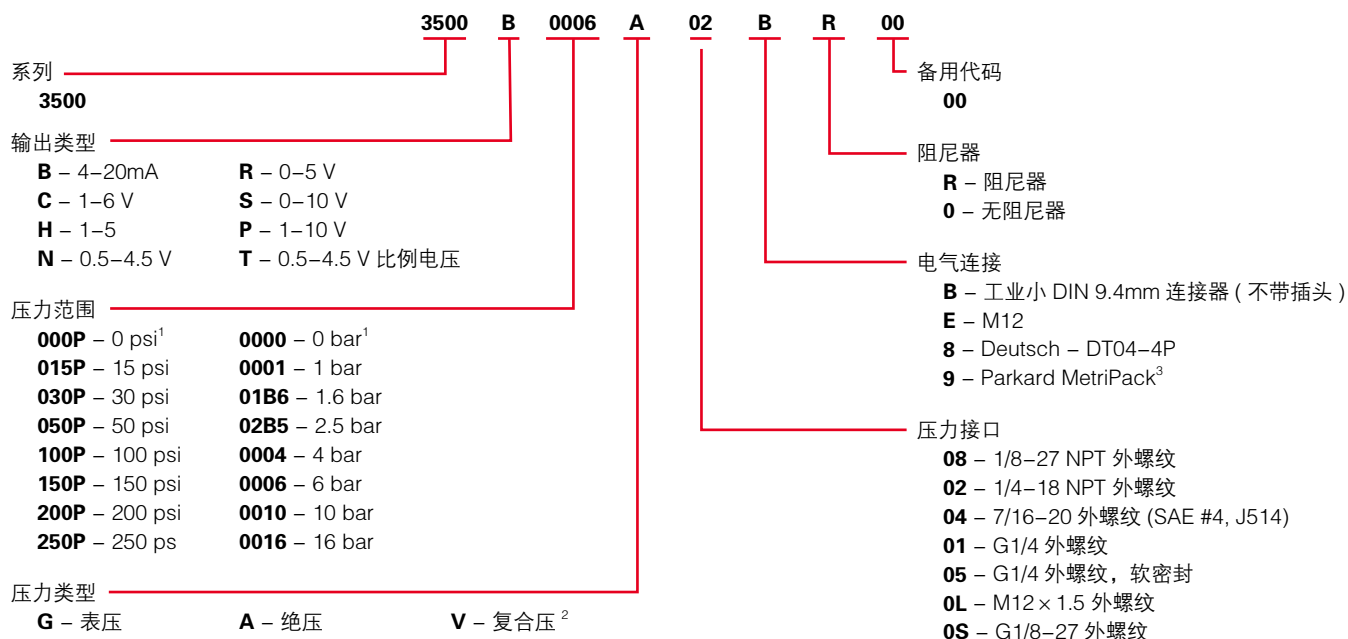 3500 B 0006 A 02 B R 00
系列
3500
输出类型
B – 4–20mA R – 0–5 V
C – 1–6 V S – 0–10 V
H – 1–5 P – 1–10 V
N – 0.5–4.5 V T – 0.5–4.5 V 比例电压
压力范围
000P – 0 psi¹ 0000 – 0 bar¹
015P – 15 psi 0001 – 1 bar
030P – 30 psi 01B6 – 1.6 bar
050P – 50 psi 02B5 – 2.5 bar
100P – 100 psi 0004 – 4 bar
150P – 150 psi 0006 – 6 bar
200P – 200 psi 0010 – 10 bar
250P – 250 ps 0016 – 16 bar
压力类型
G – 表压 A – 绝压 V – 复合压 ²
备用代码
00
阻尼器
R – 阻尼器
0 – 无阻尼器
电气连接
B – 工业小 DIN 9.4mm 连接器 ( 不带插头 )
E – M12
8 – Deutsch – DT04–4P
9 – Parkard MetriPack³
压力接口
08 – 1/8–27 NPT 外螺纹
02 – 1/4–18 NPT 外螺纹
04 – 7/16–20 外螺纹 (SAE #4, J514)
01 – G1/4 外螺纹
05 – G1/4 外螺纹，软密封
0L – M12×1.5 外螺纹
0S – G1/8–27 外螺纹